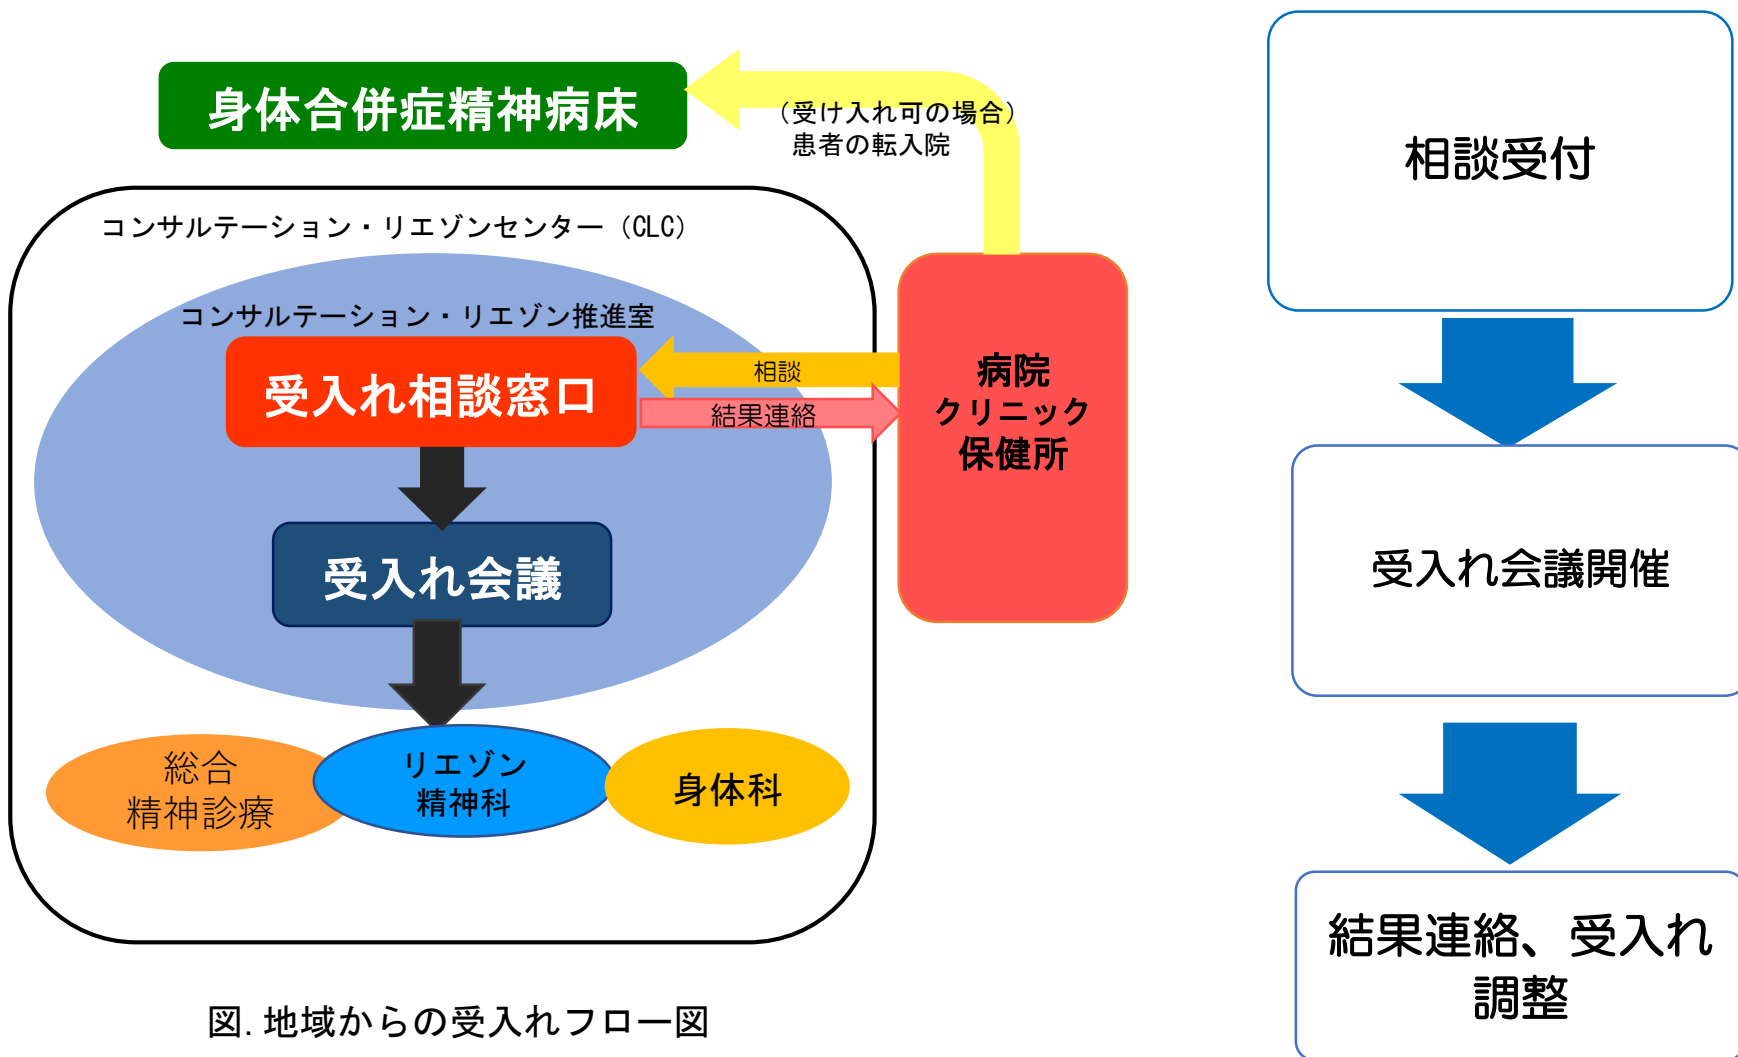 身体合併症精神病床
（受け入れ可の場合）
患者の転入院
コンサルテーション・リエゾンセンター（CLC）
コンサルテーション・リエゾン推進室
受入れ相談窓口
相談
結果連絡
病院
クリニック
保健所
受入れ会議
総合
精神診療
リエゾン
精神科
身体科
図.地域からの受入れフロー図
相談受付
受入れ会議開催
結果連絡、受入れ
調整